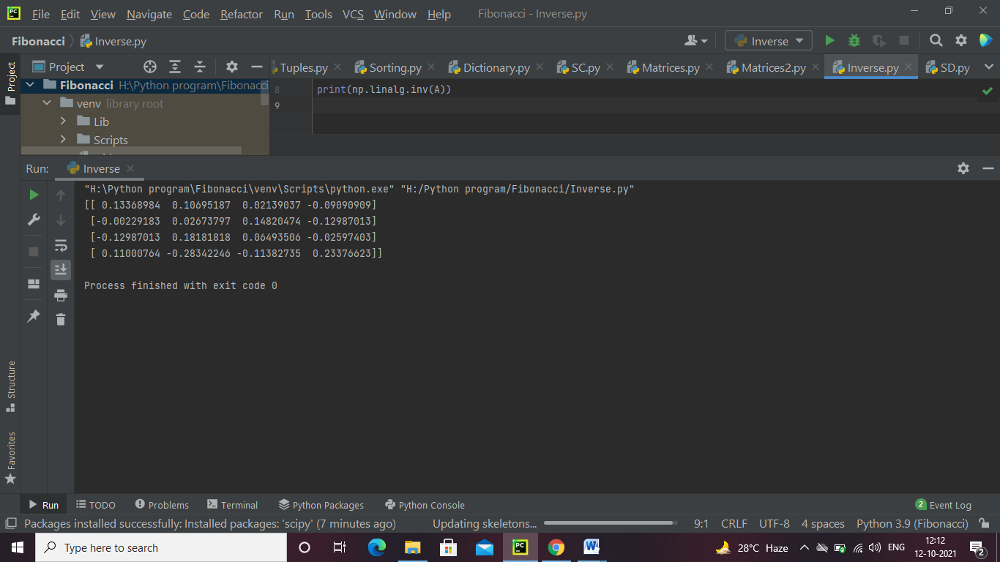 File Edit View Navigate Code Refactor Run Tools VCS Window Help Fibonacci - Inverse.py
Fibonacci Inverse.py Inverse
Project
Project Tuples.py Sorting.py Dictionary.py SC.py Matrices.py Matrices2.py Inverse.py SD.py
Fibonacci H:\Python program\Fibonacci
8 print(np.linalg.inv(A))
venv library root
9
Lib
Scripts
Run: Inverse
"H:\Python program\Fibonacci\venv\Scripts\python.exe" "H:/Python program/Fibonacci/Inverse.py"
[[ 0.13368984 0.10695187 0.02139037 -0.09090909]
[-0.00229183 0.02673797 0.14820474 -0.12987013]
[-0.12987013 0.18181818 0.06493506 -0.02597403]
[ 0.11000764 -0.28342246 -0.11382735 0.23376623]]
Process finished with exit code 0
Structure
Favorites
Run TODO Problems Terminal Python Packages Python Console 2 Event Log
Packages installed successfully: Installed packages: 'scipy' (7 minutes ago) Updating skeletons... 9:1 CRLF UTF-8 4 spaces Python 3.9 (Fibonacci)
Type here to search PC W 28°C Haze ENG 12:12
12-10-2021 2